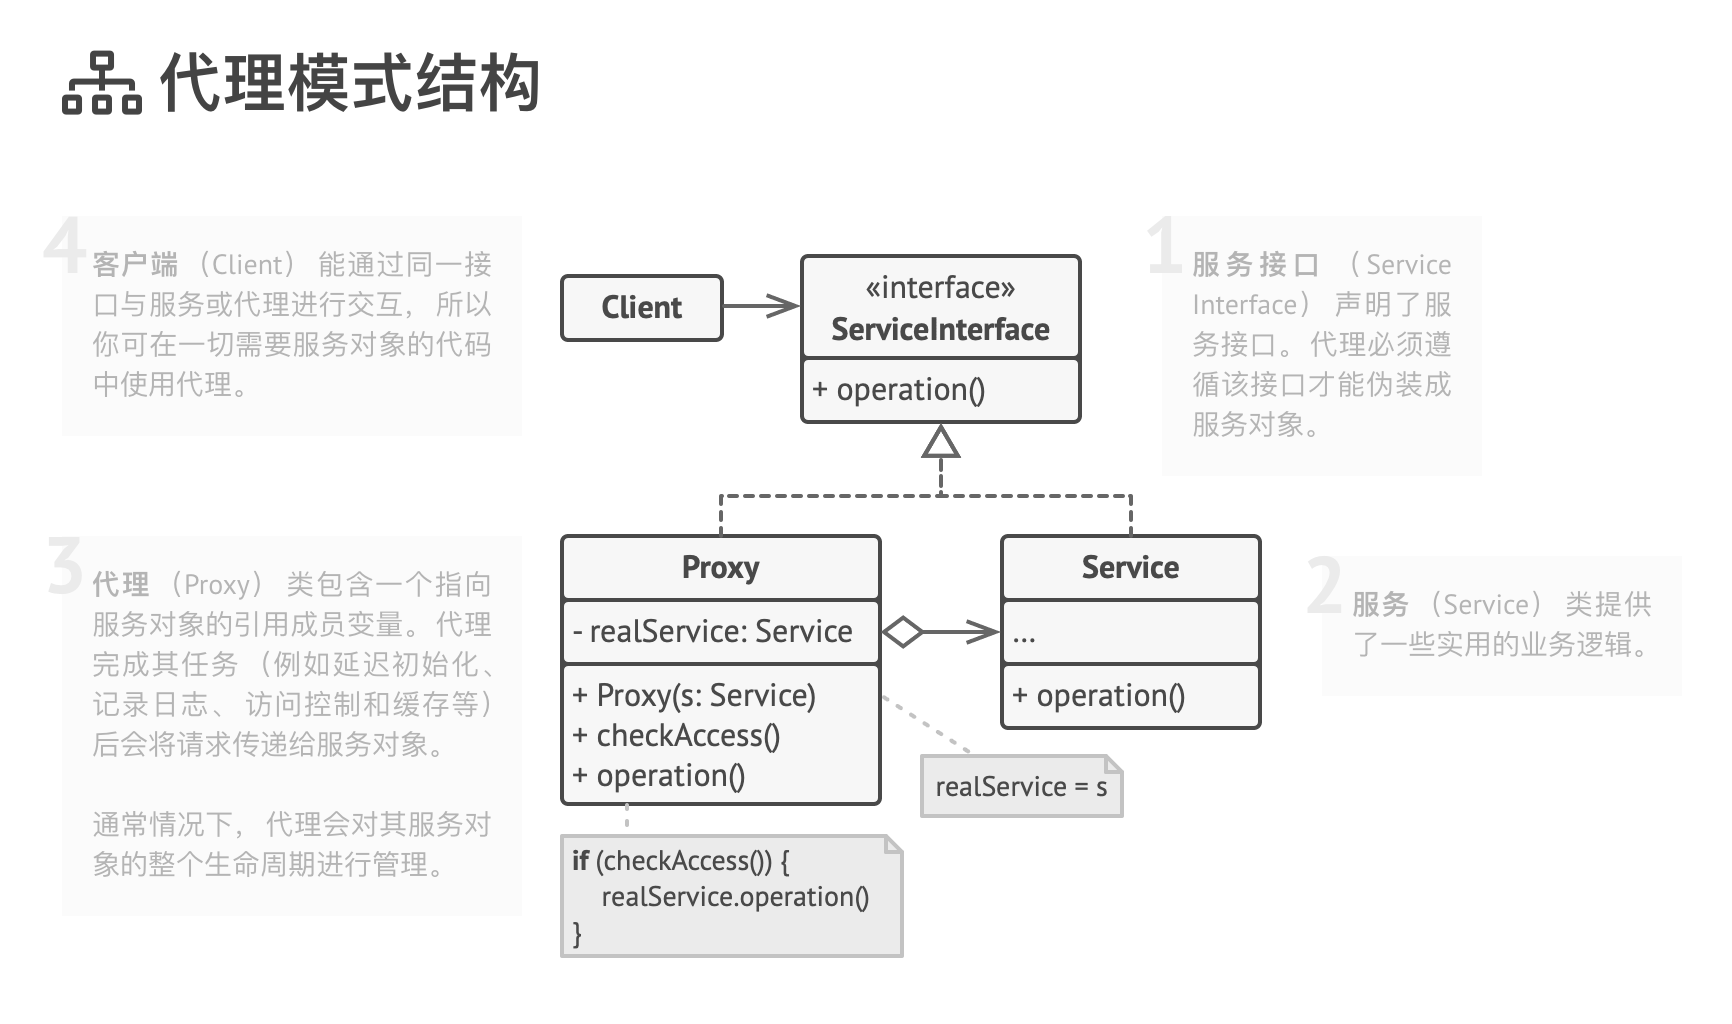 代理模式结构
4
客户端 （Client） 能通过同一接
口与服务或代理进行交互， 所以
你可在一切需要服务对象的代码
中使用代理。
Client
«interface»
ServiceInterface
+ operation()
1
服务接口 （Service
Interface） 声明了服
务接口。代理必须遵
循该接口才能伪装成
服务对象。
3
代理 （Proxy） 类包含一个指向
服务对象的引用成员变量。代理
完成其任务 （例如延迟初始化、
记录日志、 访问控制和缓存等）
后会将请求传递给服务对象。
通常情况下， 代理会对其服务对
象的整个生命周期进行管理。
Proxy
- realService: Service
+ Proxy(s: Service)
+ checkAccess()
+ operation()
Service
...
+ operation()
2
服务 （Service） 类提供
了一些实用的业务逻辑。
realService = s
if (checkAccess()) {
realService.operation()
}